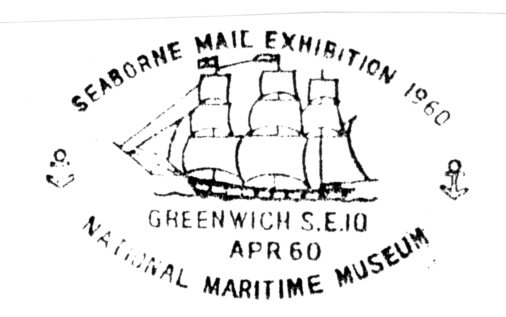 SEABORNE MAIL EXHIBITION 1960
GREENWICH S.E.10
APR 60
NATIONAL MARITIME MUSEUM